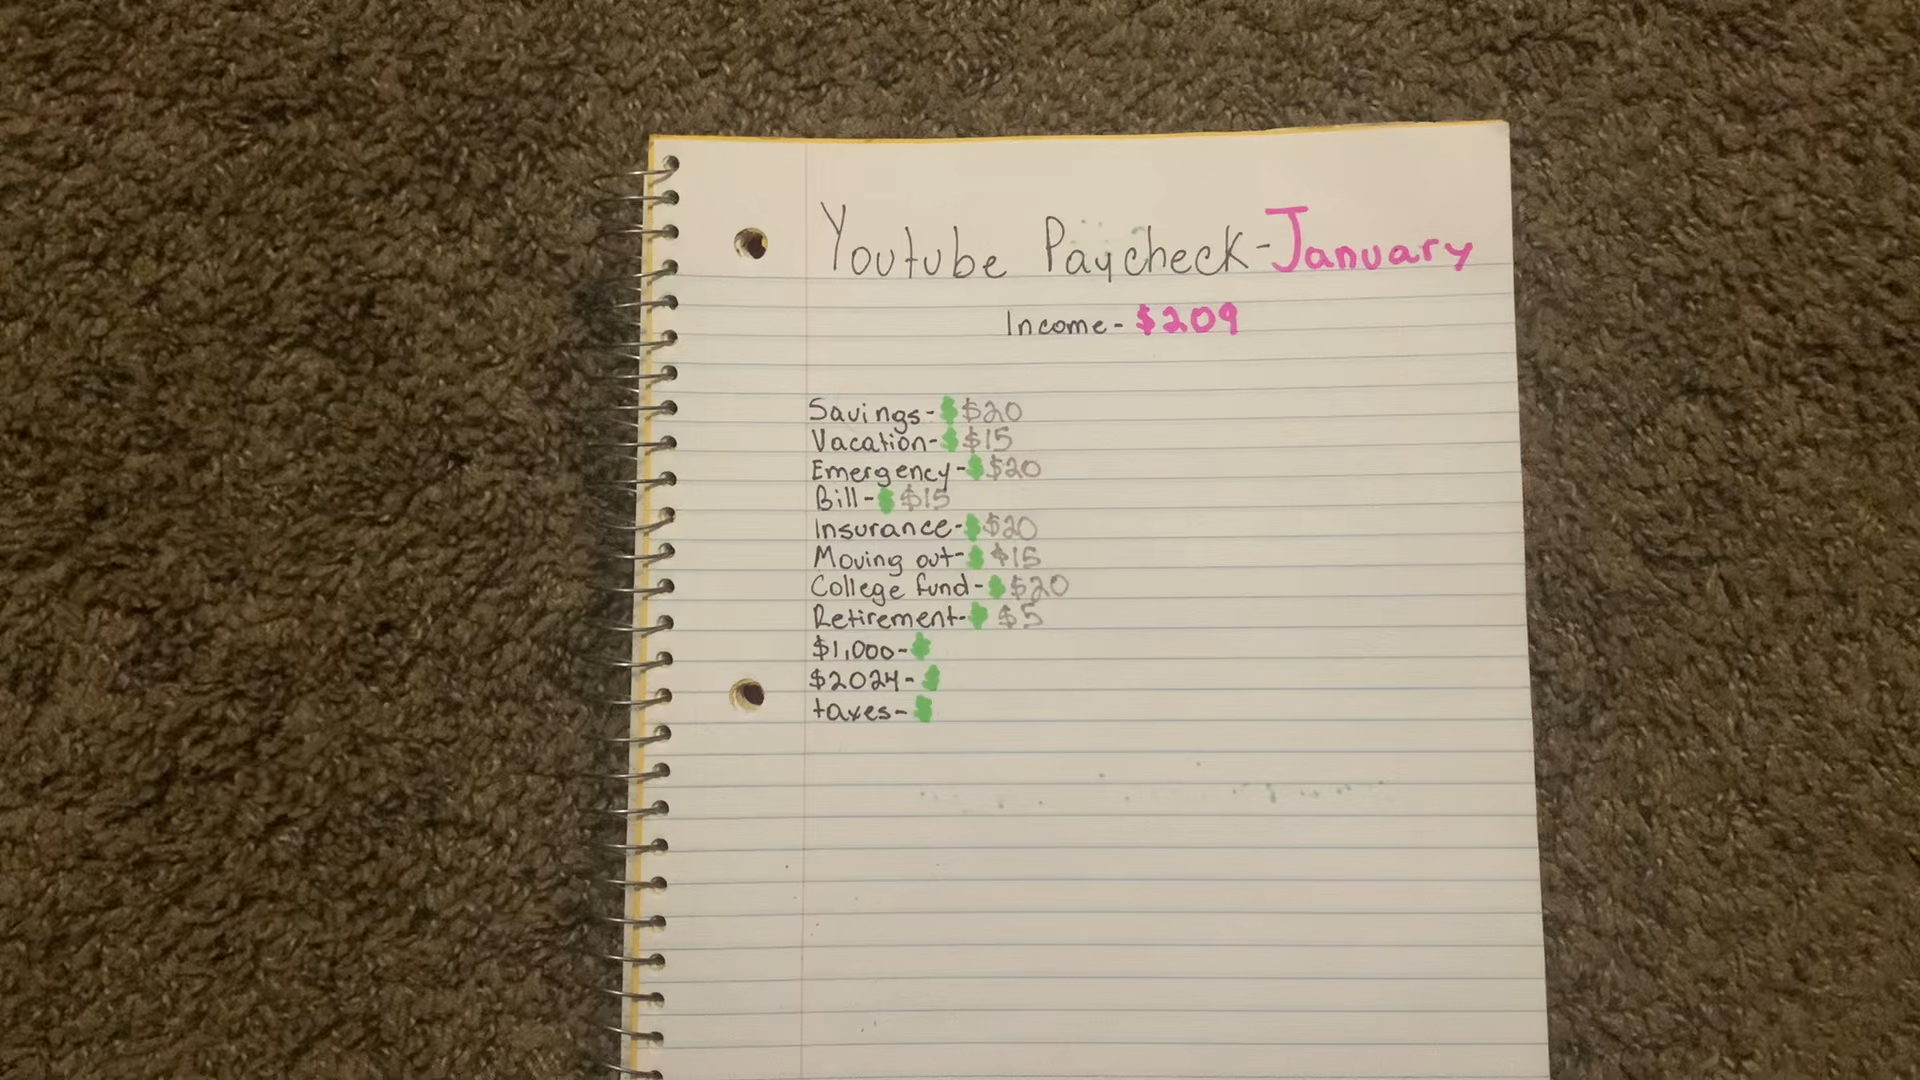 Youtube Paycheck-January
Income- $209
Savings- $ $20
Vacation- $ $15
Emergency- $ $20
Bill- $ $15
Insurance- $ $20
Moving out- $ $15
College fund- $ $20
Retirement- $ $5
$1,000- $
$2024- $
taxes- $